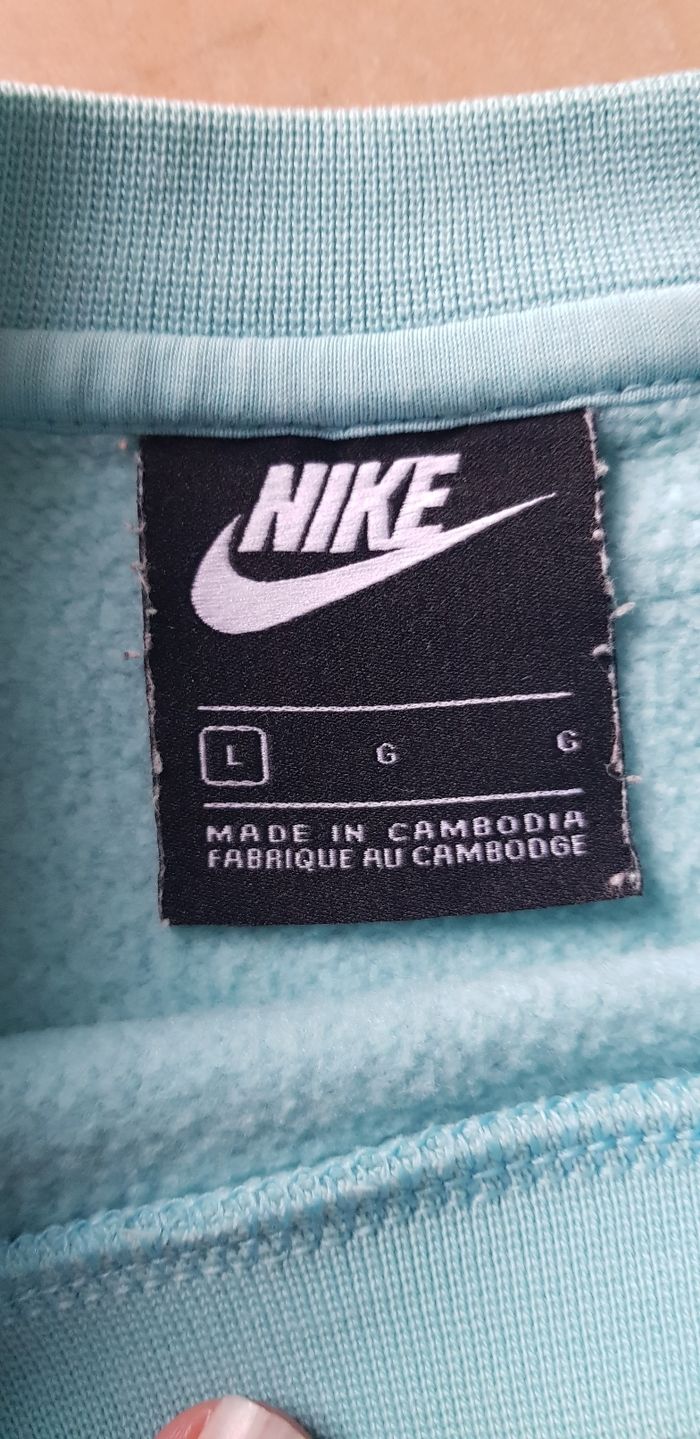 NIKE
L G G
MADE IN CAMBODIA
FABRIQUE AU CAMBODGE